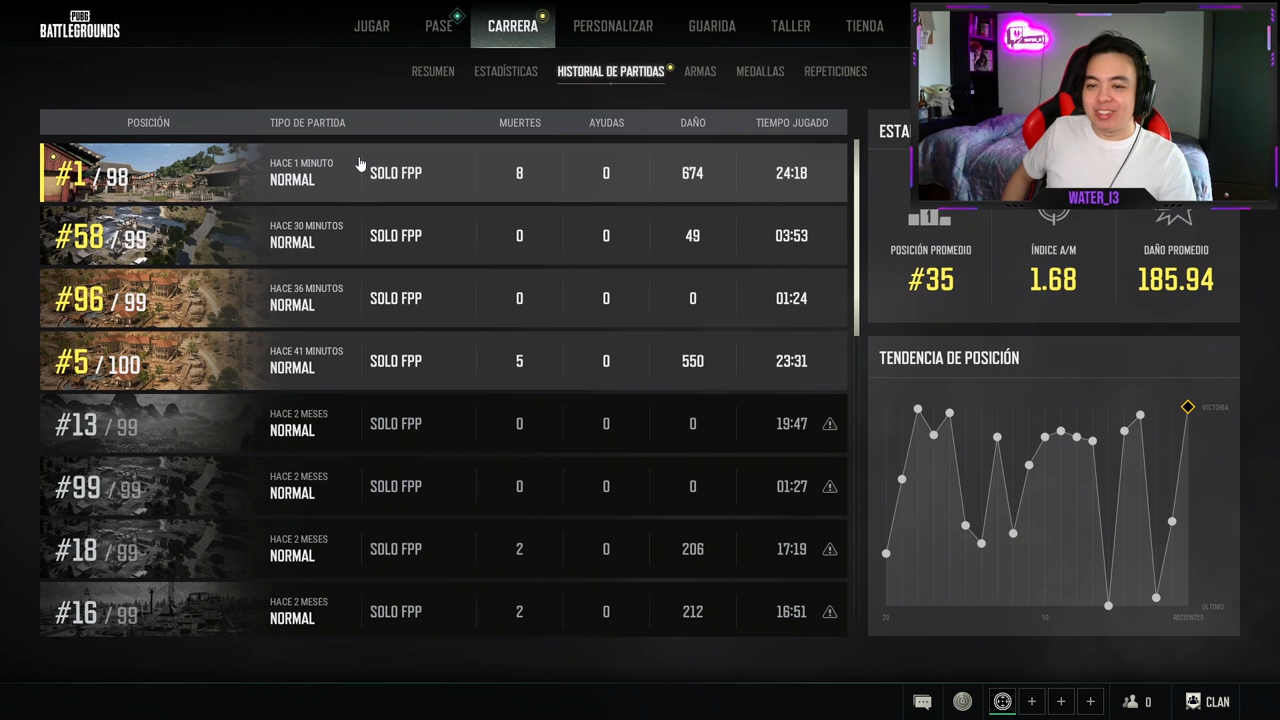 PUBG
BATTLEGROUNDS
JUGAR
PASE
CARRERA
PERSONALIZAR
GUARIDA
TALLER
TIENDA
RESUMEN
ESTADÍSTICAS
HISTORIAL DE PARTIDAS
ARMAS
MEDALLAS
REPETICIONES
POSICIÓN TIPO DE PARTIDA MUERTES AYUDAS DAÑO TIEMPO JUGADO
HACE 1 MINUTO
#1 / 98 NORMAL SOLO FPP 8 0 674 24:18
HACE 30 MINUTOS
#58 / 99 NORMAL SOLO FPP 0 0 49 03:53
HACE 36 MINUTOS
#96 / 99 NORMAL SOLO FPP 0 0 0 01:24
HACE 41 MINUTOS
#5 / 100 NORMAL SOLO FPP 5 0 550 23:31
HACE 2 MESES
#13 / 99 NORMAL SOLO FPP 0 0 0 19:47
HACE 2 MESES
#99 / 99 NORMAL SOLO FPP 0 0 0 01:27
HACE 2 MESES
#18 / 99 NORMAL SOLO FPP 2 0 206 17:19
HACE 2 MESES
#16 / 99 NORMAL SOLO FPP 2 0 212 16:51
WATER_I3
POSICIÓN PROMEDIO ÍNDICE A/M DAÑO PROMEDIO
#35 1.68 185.94
TENDENCIA DE POSICIÓN
VICTORIA
ÚLTIMO
20 10 RECIENTES
0 CLAN